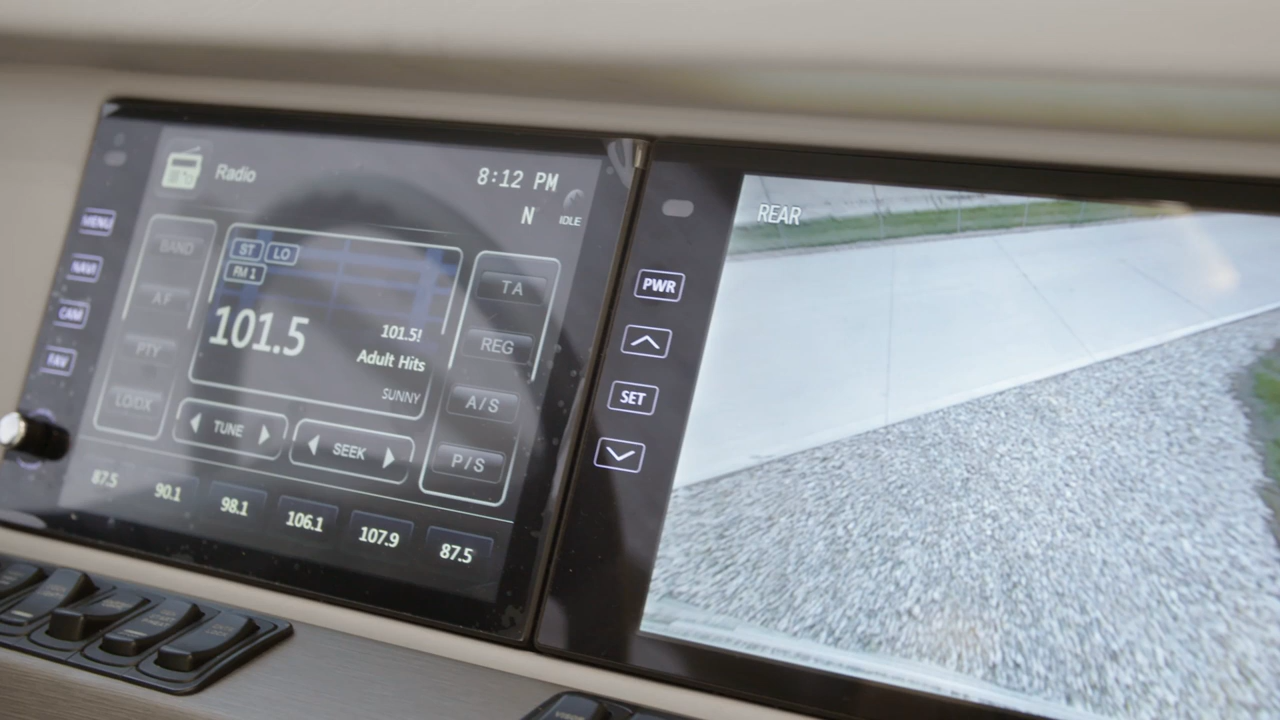 Radio
8:12 PM
N
IDLE
MENU
NAVI
CAM
FAV
BAND
AF
PTY
LO/DX
ST LO
FM 1
101.5
101.5!
Adult Hits
SUNNY
TA
REG
A/S
P/S
TUNE
SEEK
87.5
90.1
98.1
106.1
107.9
87.5
PWR
SET
REAR